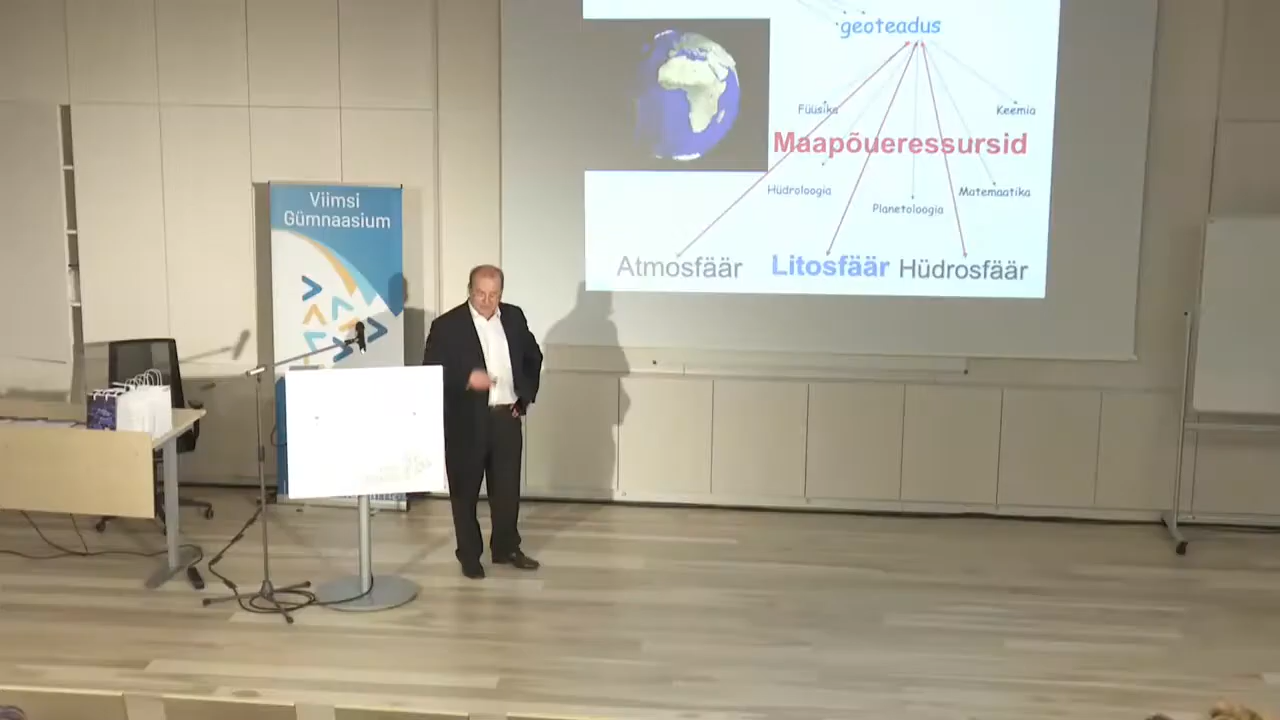 geoteadus
Füüsika
Keemia
Maapõueressursid
Hüdroloogia
Matemaatika
Planetoloogia
Atmosfäär
Litosfäär
Hüdrosfäär
Viimsi
Gümnaasium